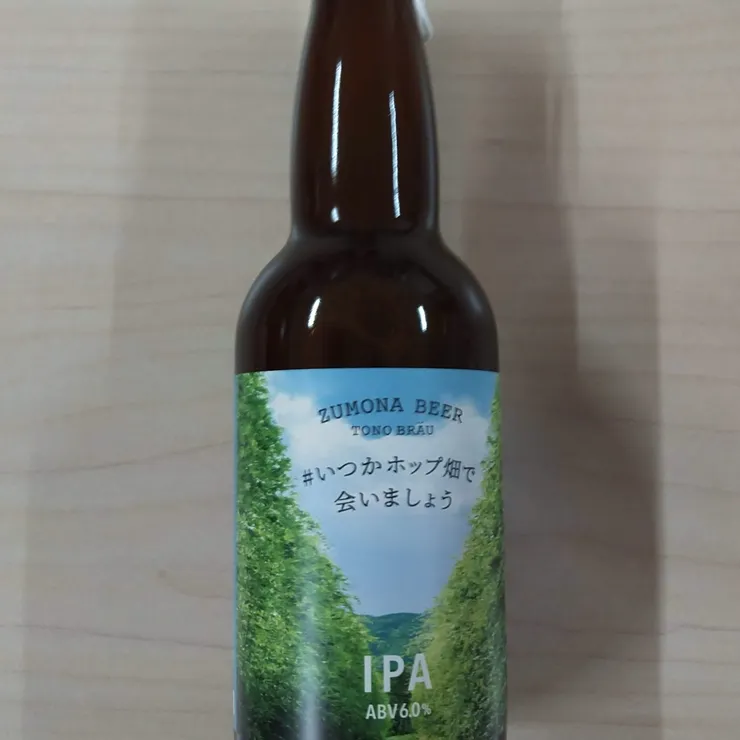 ZUMONA BEER
TONO BRÄU
#いつかホップ畑で
会いましょう
IPA
ABV6.0%